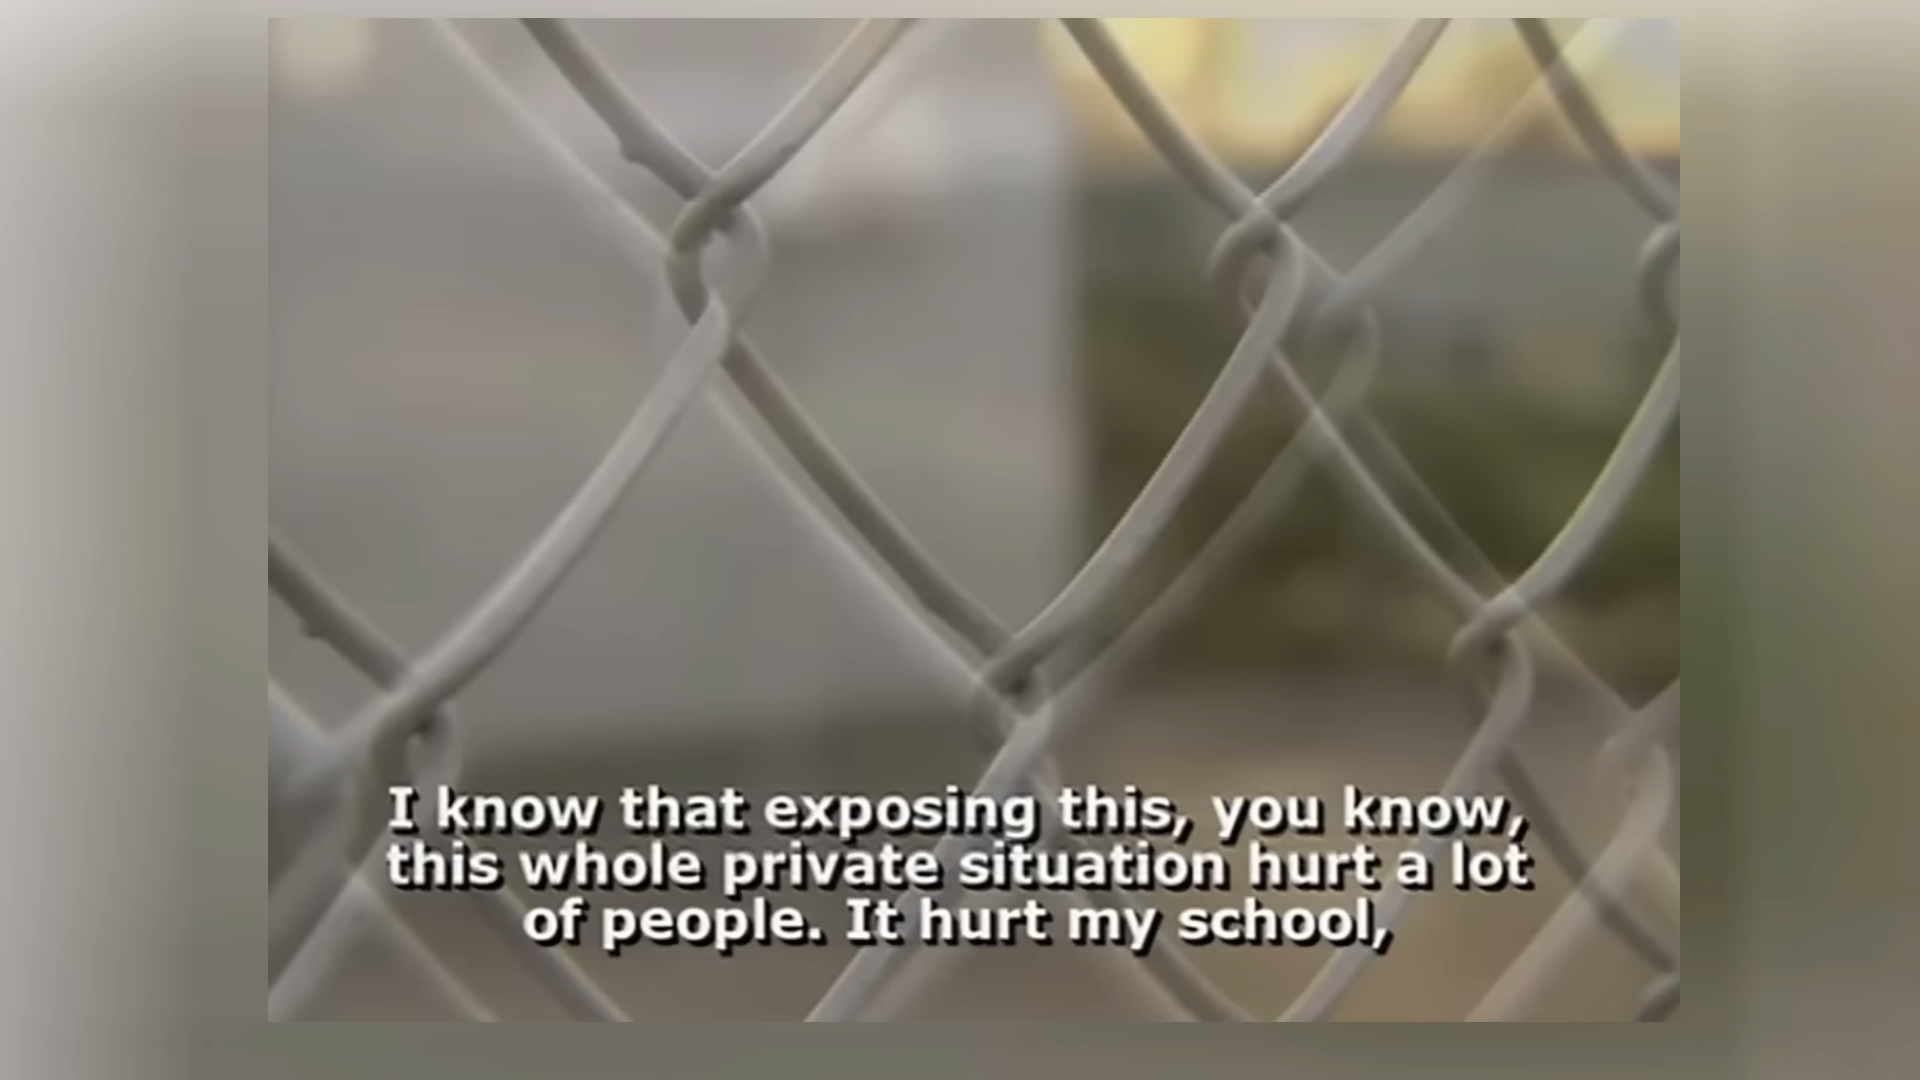 I know that exposing this, you know,
this whole private situation hurt a lot
of people. It hurt my school,